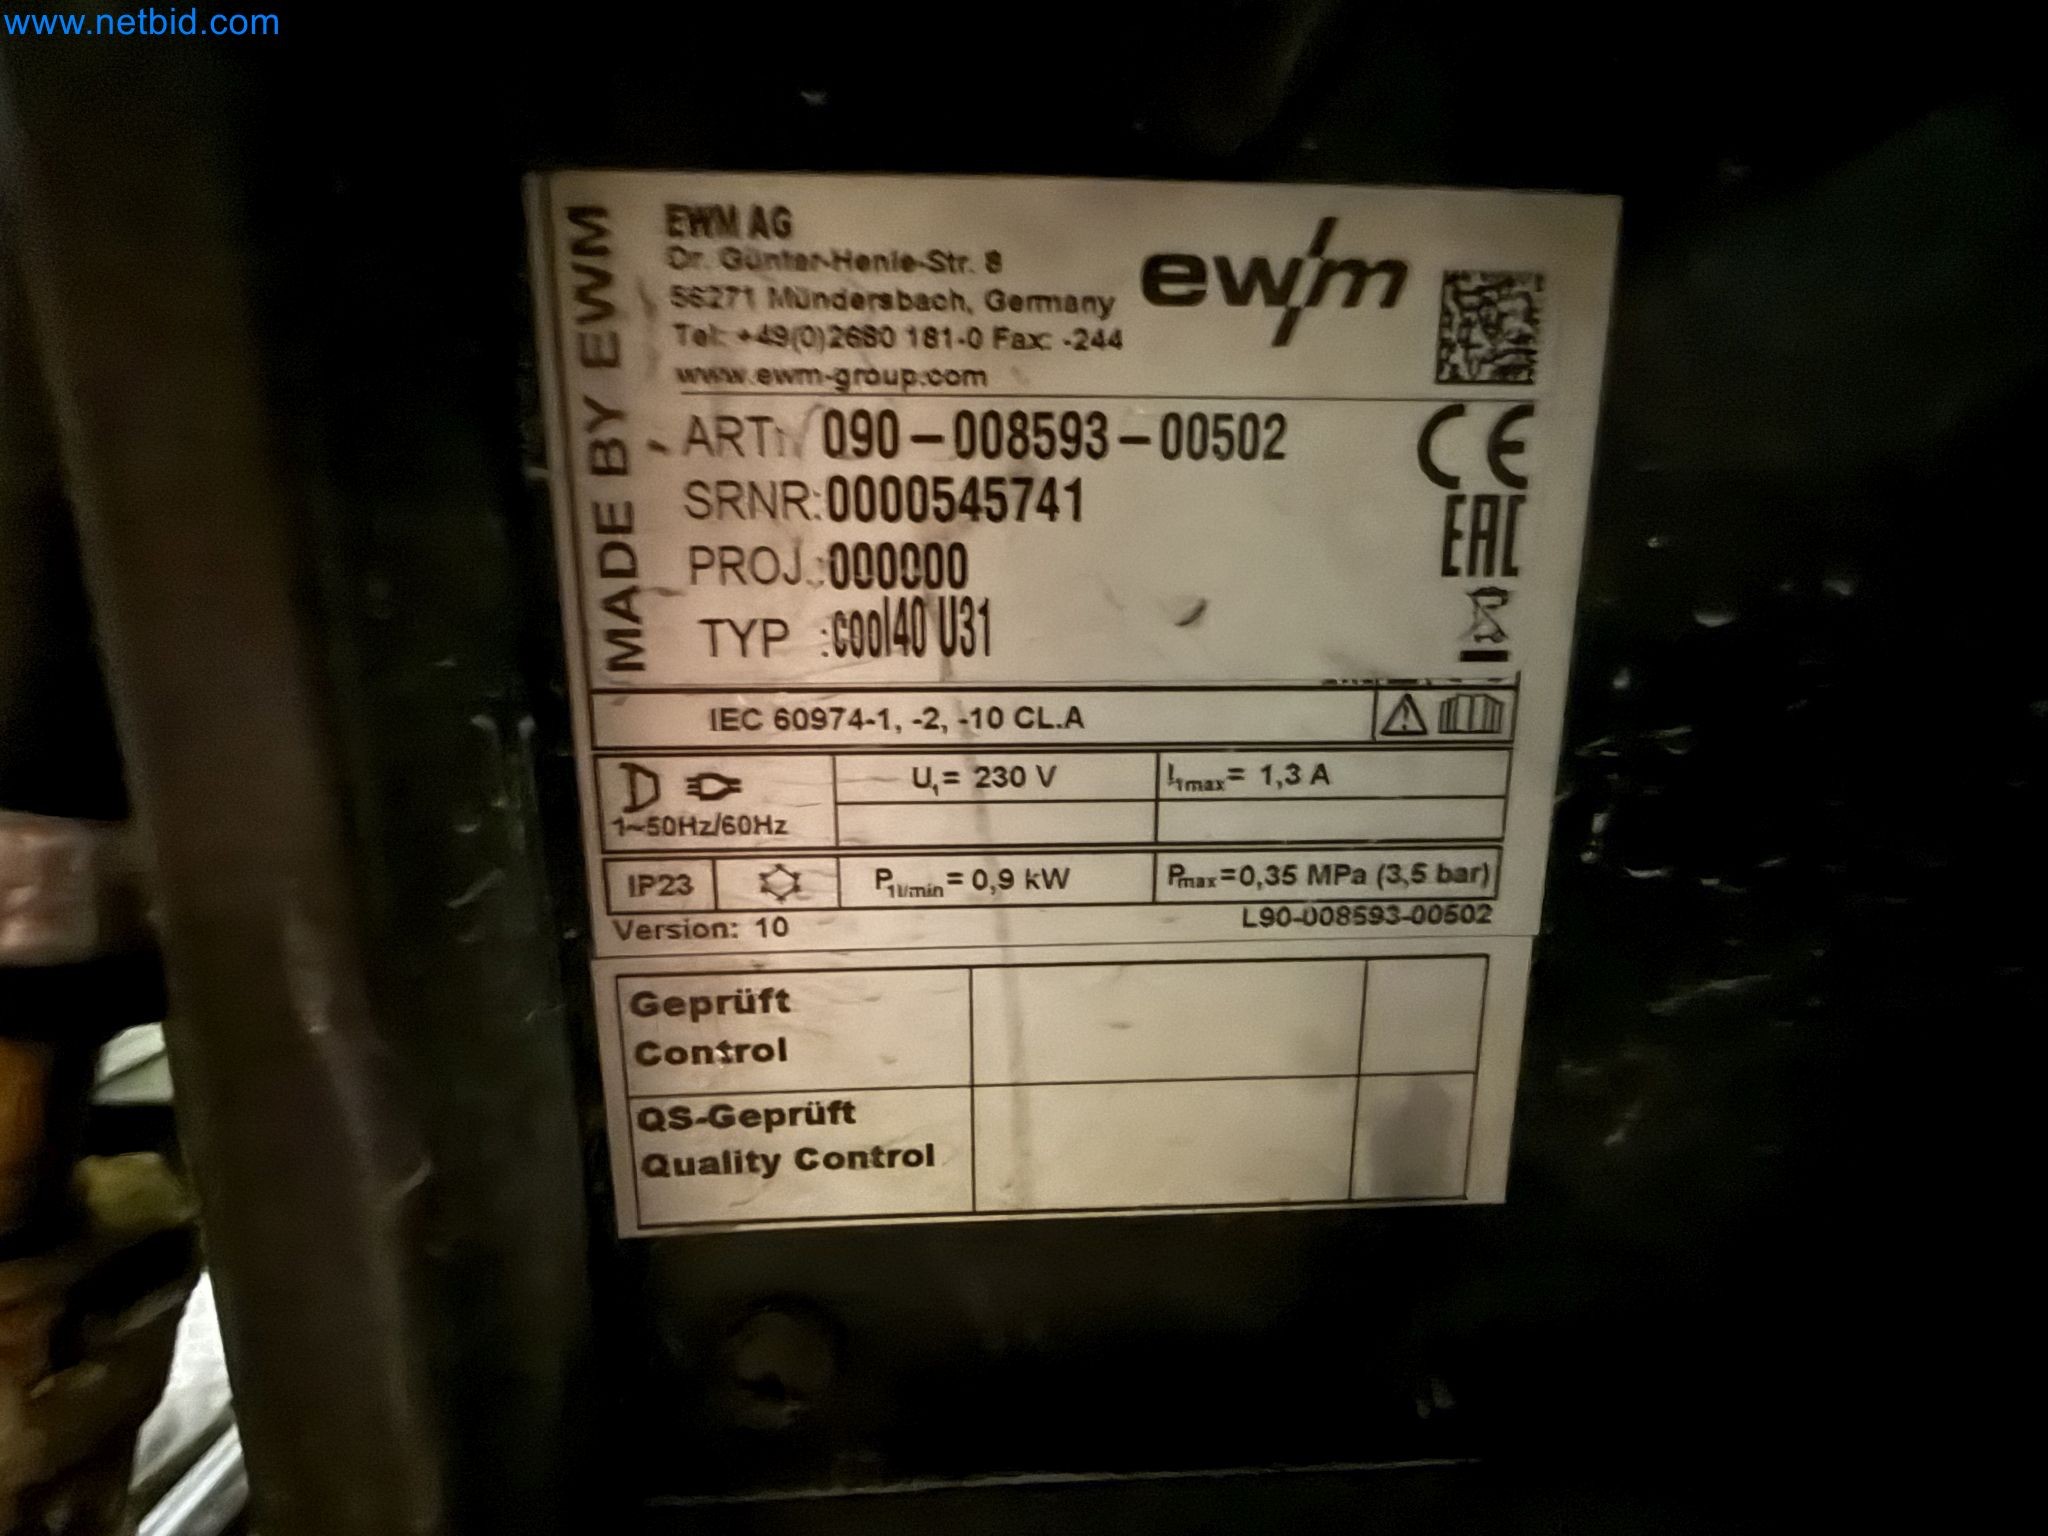 www.netbid.com
MADE BY EWM
EWM AG
Dr. Günter-Henle-Str. 8
56271 Mündersbach, Germany
Tel: +49(0)2680 181-0 Fax: -244
www.ewm-group.com
ewm
ART: 090-008593-00502
SRNR:0000545741
PROJ.:000000
TYP :cool40 U31
CE
EAC
IEC 60974-1, -2, -10 CL.A
1~50Hz/60Hz
U1= 230 V
I1max= 1,3 A
IP23
P1l/min= 0,9 kW
Pmax=0,35 MPa (3,5 bar)
Version: 10
L90-008593-00502
Geprüft
Control
QS-Geprüft
Quality Control